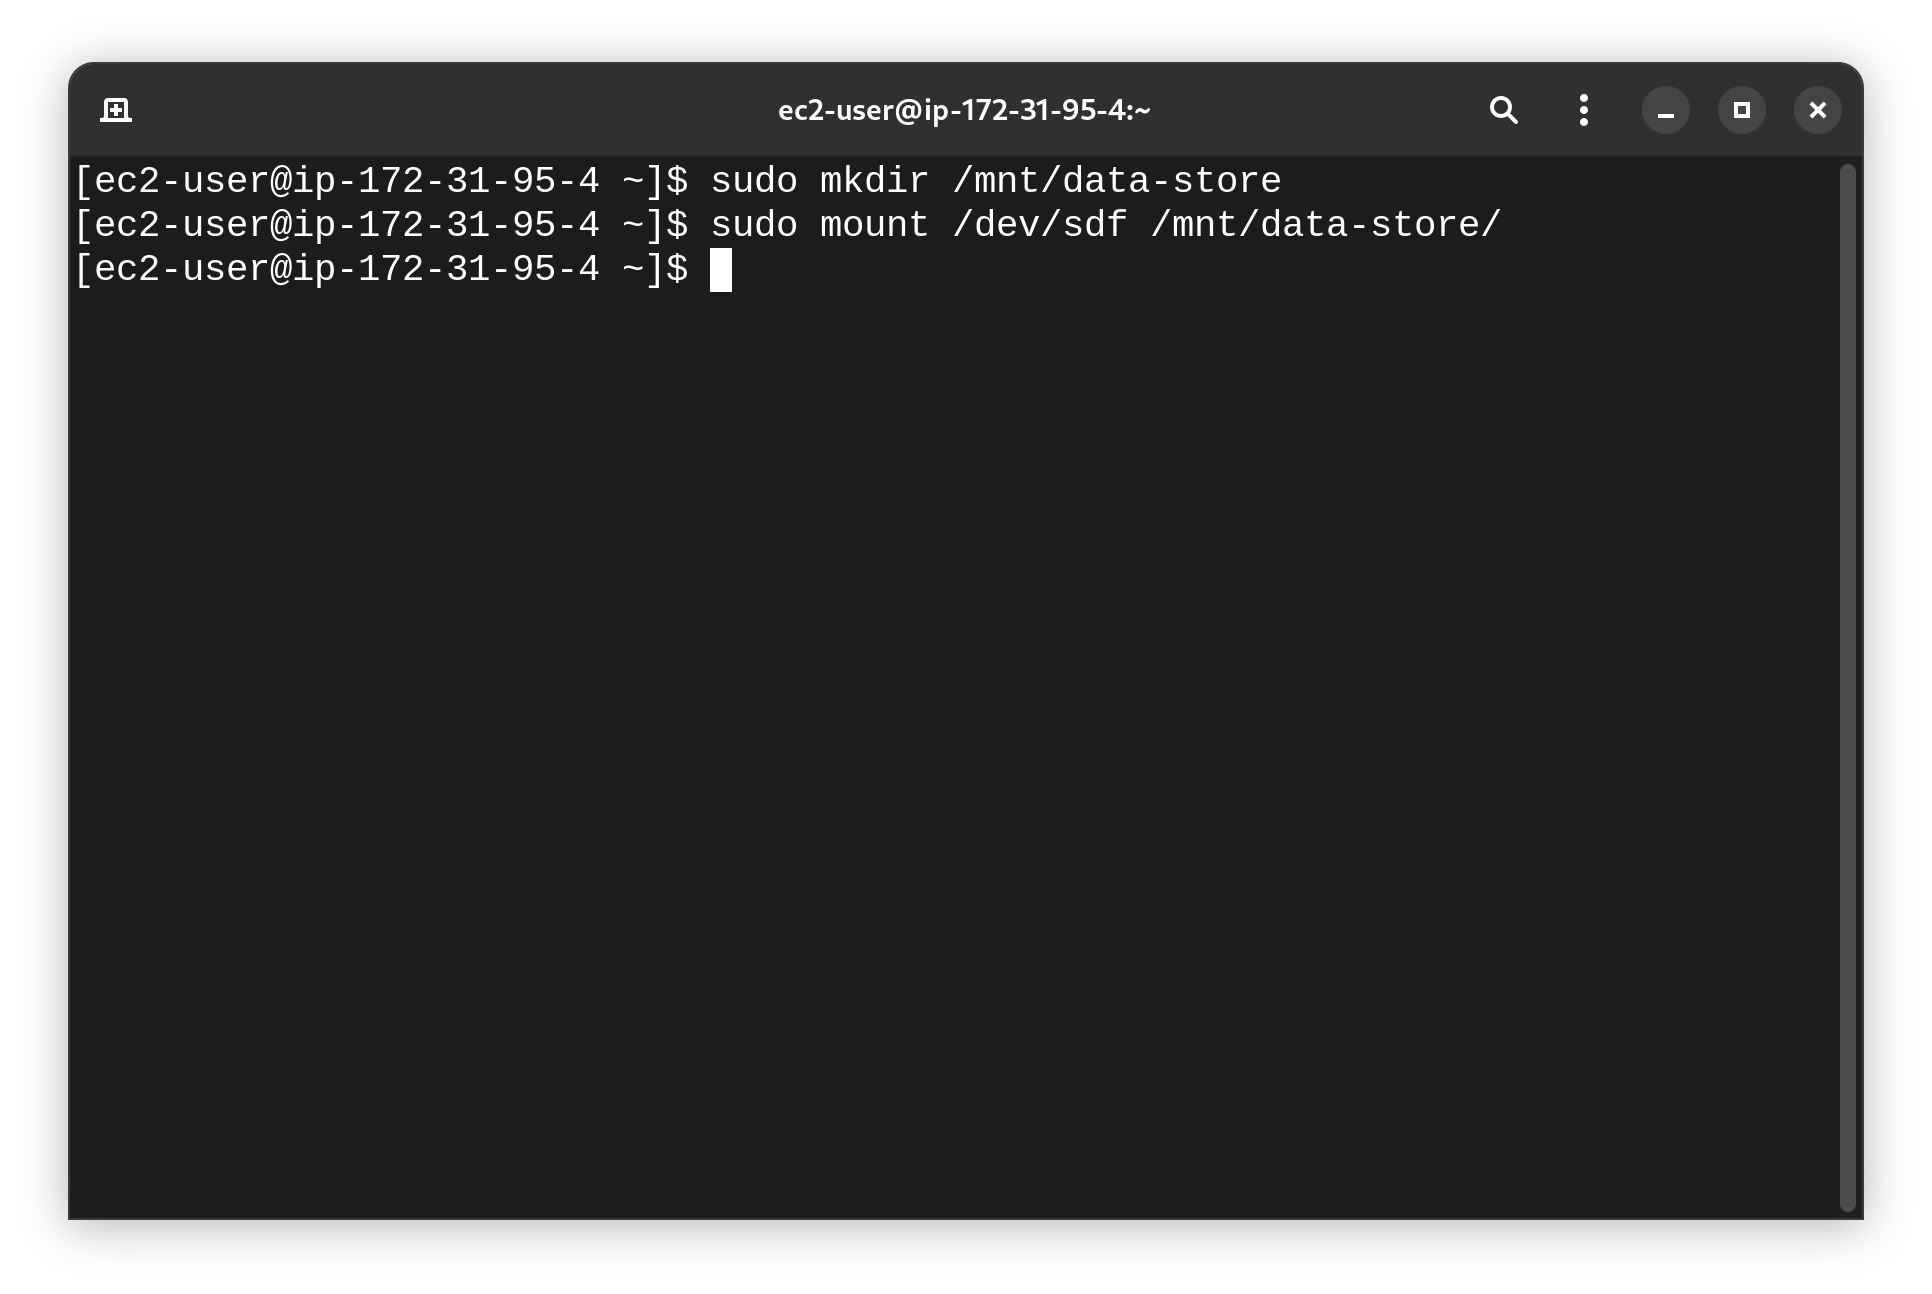 ec2-user@ip-172-31-95-4:~
[ec2-user@ip-172-31-95-4 ~]$ sudo mkdir /mnt/data-store
[ec2-user@ip-172-31-95-4 ~]$ sudo mount /dev/sdf /mnt/data-store/
[ec2-user@ip-172-31-95-4 ~]$